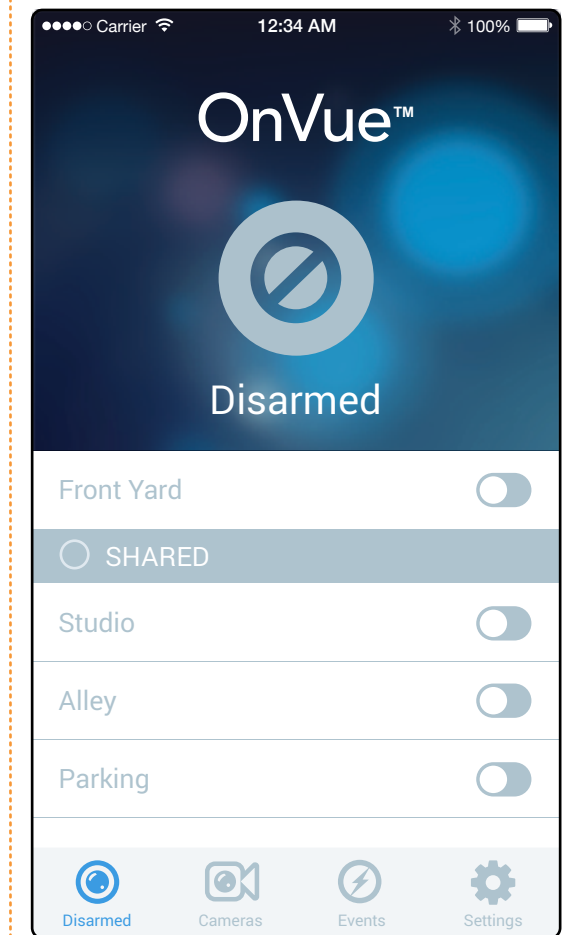 Carrier 12:34 AM 100%
OnVue™
Disarmed
Front Yard
SHARED
Studio
Alley
Parking
Disarmed Cameras Events Settings